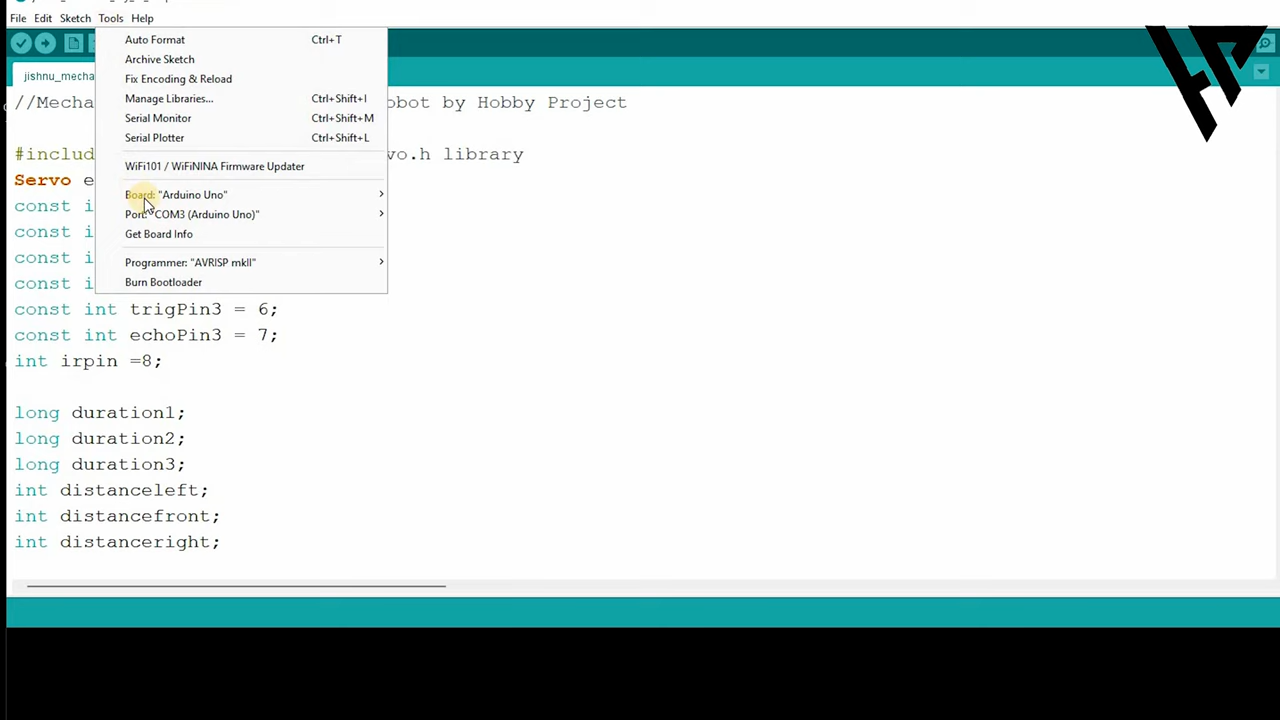 File Edit Sketch Tools Help
jishnu_mecha
Auto Format Ctrl+T
Archive Sketch
Fix Encoding & Reload
Manage Libraries... Ctrl+Shift+I
Serial Monitor Ctrl+Shift+M
Serial Plotter Ctrl+Shift+L
WiFi101 / WiFiNINA Firmware Updater
Board: "Arduino Uno"
Port: "COM3 (Arduino Uno)"
Get Board Info
Programmer: "AVRISP mkII"
Burn Bootloader
//Mecha obot by Hobby Project
#includ vo.h library
Servo e
const i
const i
const i
const i
const int trigPin3 = 6;
const int echoPin3 = 7;
int irpin =8;
long duration1;
long duration2;
long duration3;
int distanceleft;
int distancefront;
int distanceright;